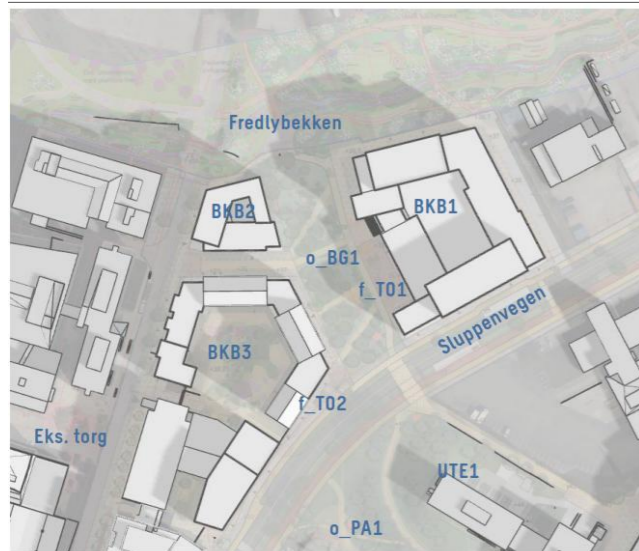 Fredlybekken
BKB2
BKB1
o_BG1
f_TO1
Sluppenvegen
BKB3
f_TO2
Eks. torg
UTE1
o_PA1